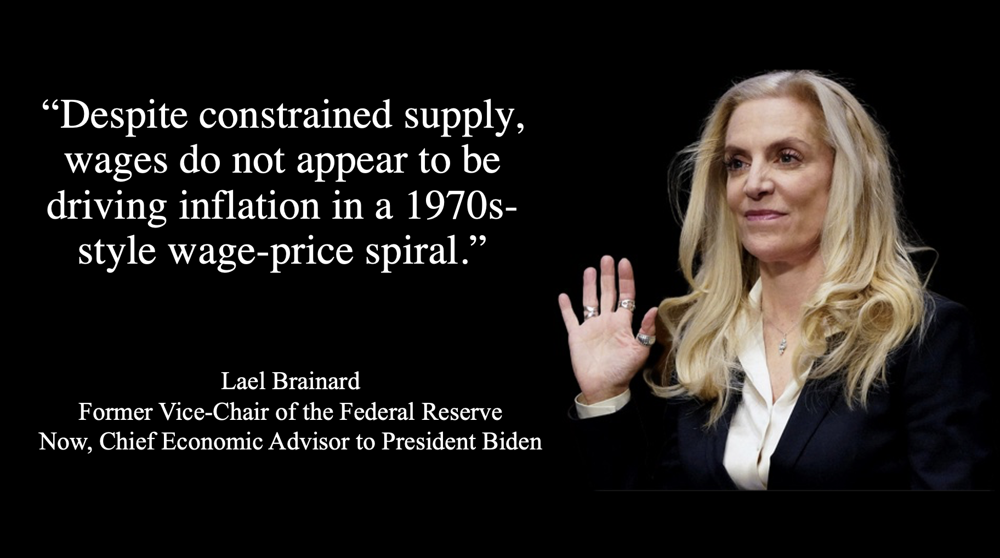 “Despite constrained supply,
wages do not appear to be
driving inflation in a 1970s-
style wage-price spiral.”
Lael Brainard
Former Vice-Chair of the Federal Reserve
Now, Chief Economic Advisor to President Biden